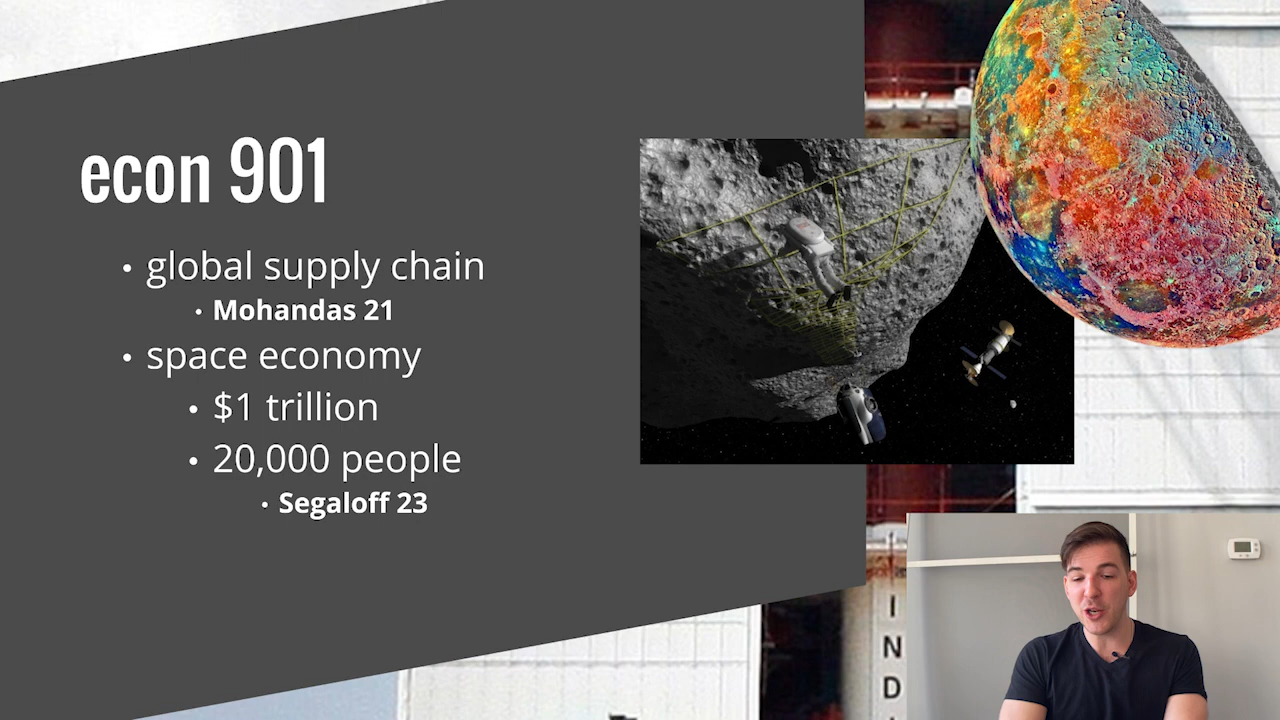 econ 901
• global supply chain
• Mohandas 21
• space economy
• $1 trillion
• 20,000 people
• Segaloff 23
I
N
D